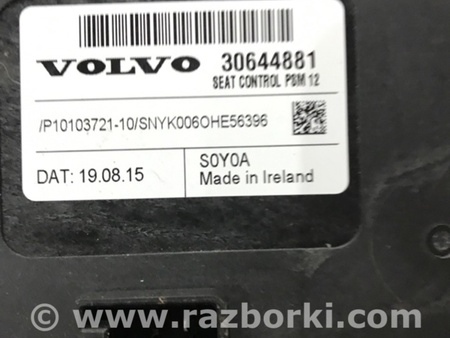 VOLVO 30644881
SEAT CONTROL PSM 12
/P10103721-10/SNYK006OHE56396
DAT: 19.08.15
S0Y0A
Made in Ireland
© www.razborki.com